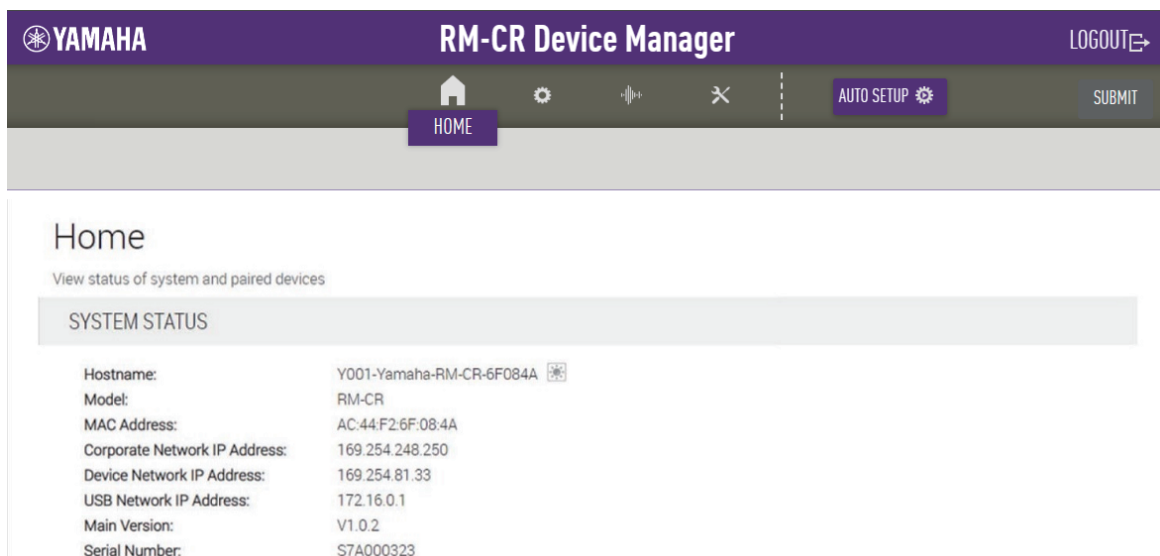 YAMAHA RM-CR Device Manager LOGOUT
AUTO SETUP SUBMIT
HOME
Home
View status of system and paired devices
SYSTEM STATUS
Hostname: Y001-Yamaha-RM-CR-6F084A
Model: RM-CR
MAC Address: AC:44:F2:6F:08:4A
Corporate Network IP Address: 169.254.248.250
Device Network IP Address: 169.254.81.33
USB Network IP Address: 172.16.0.1
Main Version: V1.0.2
Serial Number: S7A000323